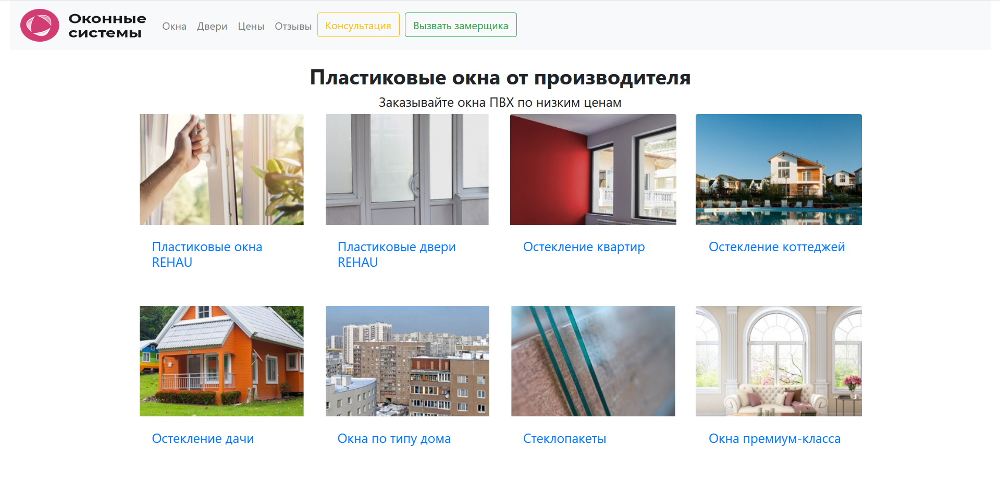 Оконные
системы
Окна Двери Цены Отзывы Консультация Вызвать замерщика
Пластиковые окна от производителя
Заказывайте окна ПВХ по низким ценам
Пластиковые окна
REHAU
Пластиковые двери
REHAU
Остекление квартир
Остекление коттеджей
Остекление дачи
Окна по типу дома
Стеклопакеты
Окна премиум-класса